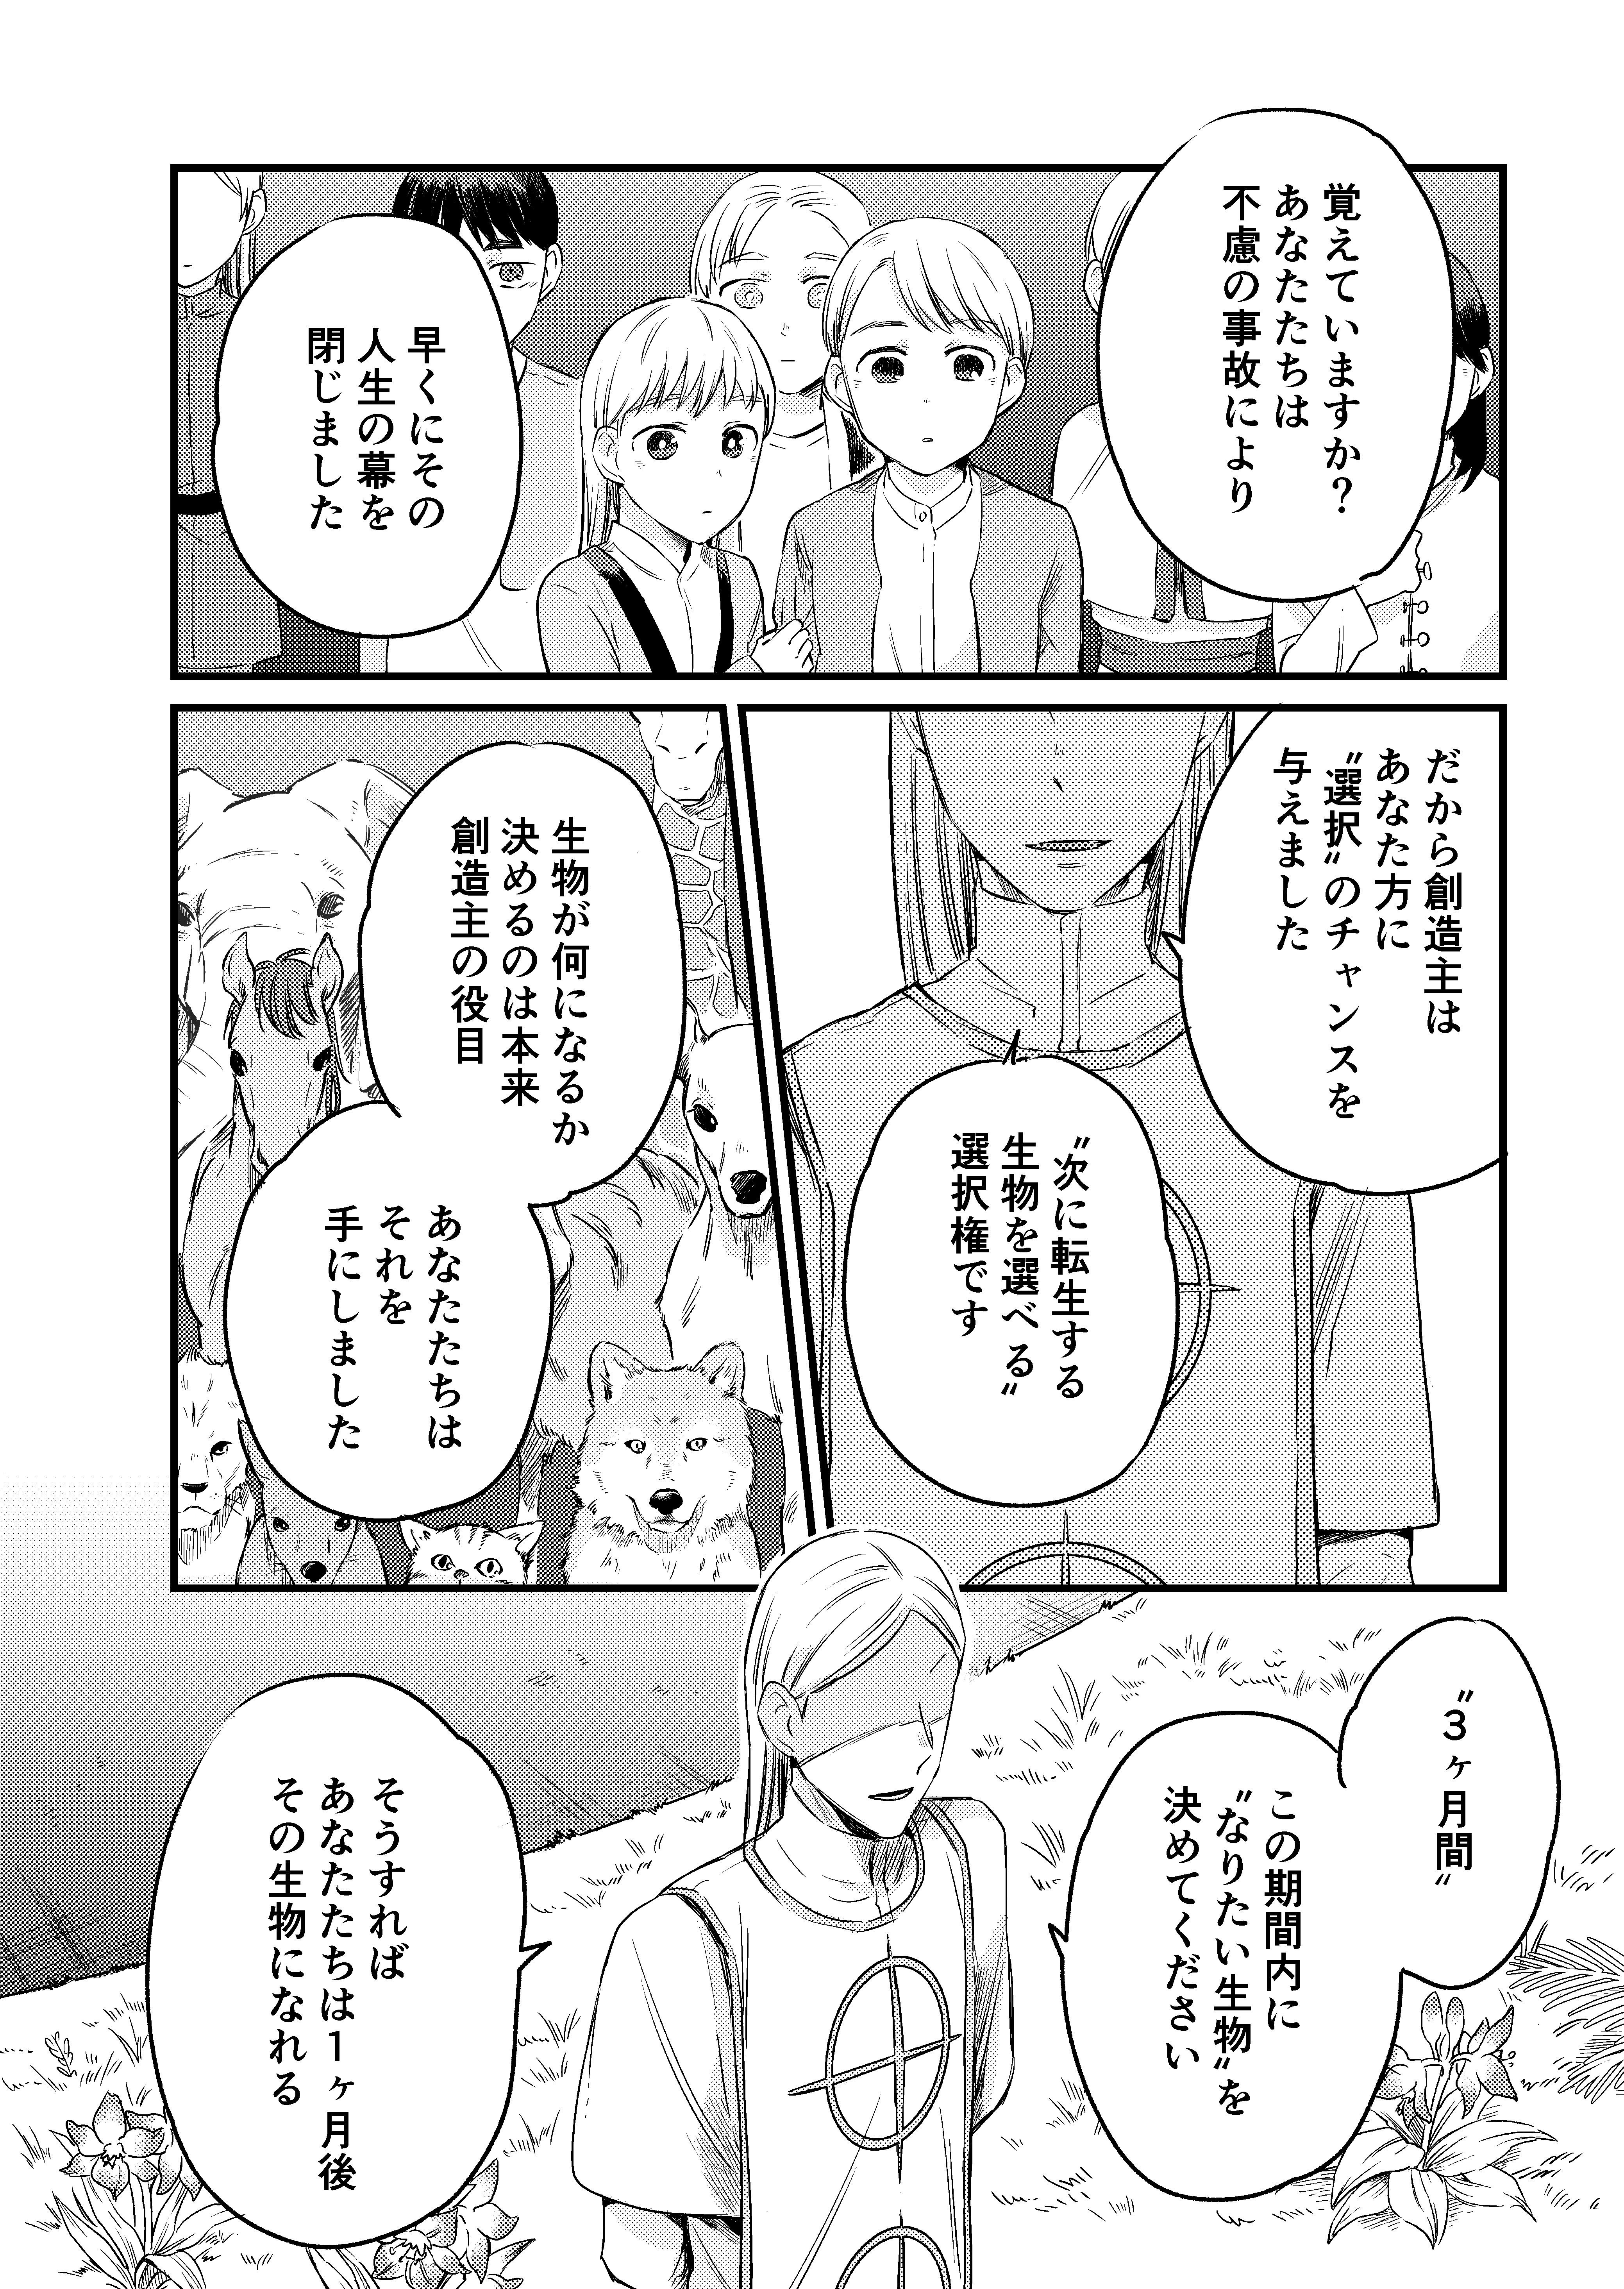 覚えていますか？
あなたたちは
不慮の事故により
早くにその
人生の幕を
閉じました
だから創造主は
あなた方に
〝選択〟のチャンスを
与えました
〝次に転生する
生物を選べる〟
選択権です
生物が何になるか
決めるのは本来
創造主の役目
あなたたちは
それを
手にしました
〝３ヶ月間〟
この期間内に
〝なりたい生物〟を
決めてください
そうすれば
あなたたちは１ヶ月後
その生物になれる